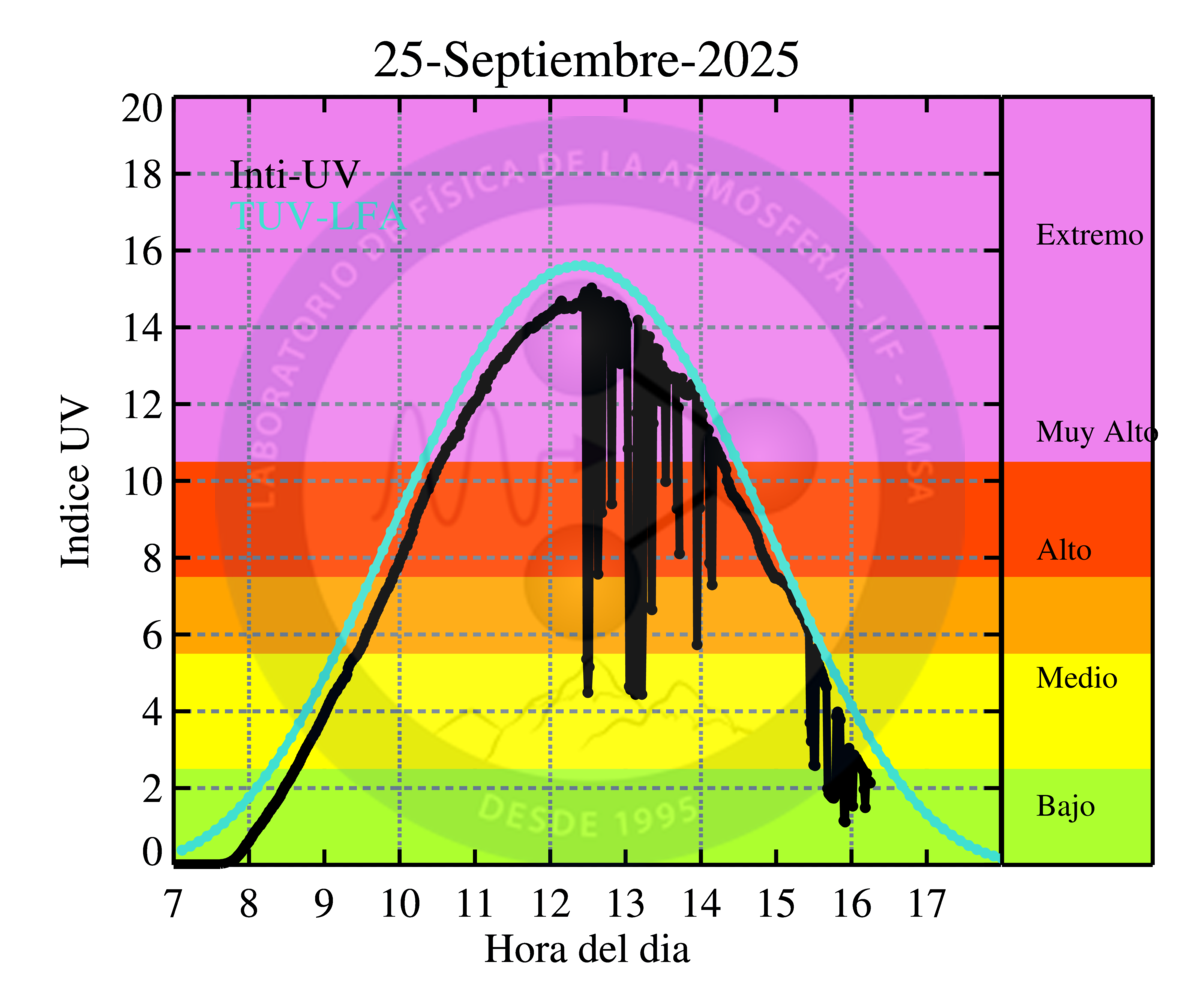 25-Septiembre-2025
Inti-UV
TUV-LFA
LABORATORIO DE FÍSICA DE LA ATMÓSFERA - IIF - UMSA
DESDE 1995
Indice UV
20
18
16
14
12
10
8
6
4
2
0
Extremo
Muy Alto
Alto
Medio
Bajo
7 8 9 10 11 12 13 14 15 16 17
Hora del dia